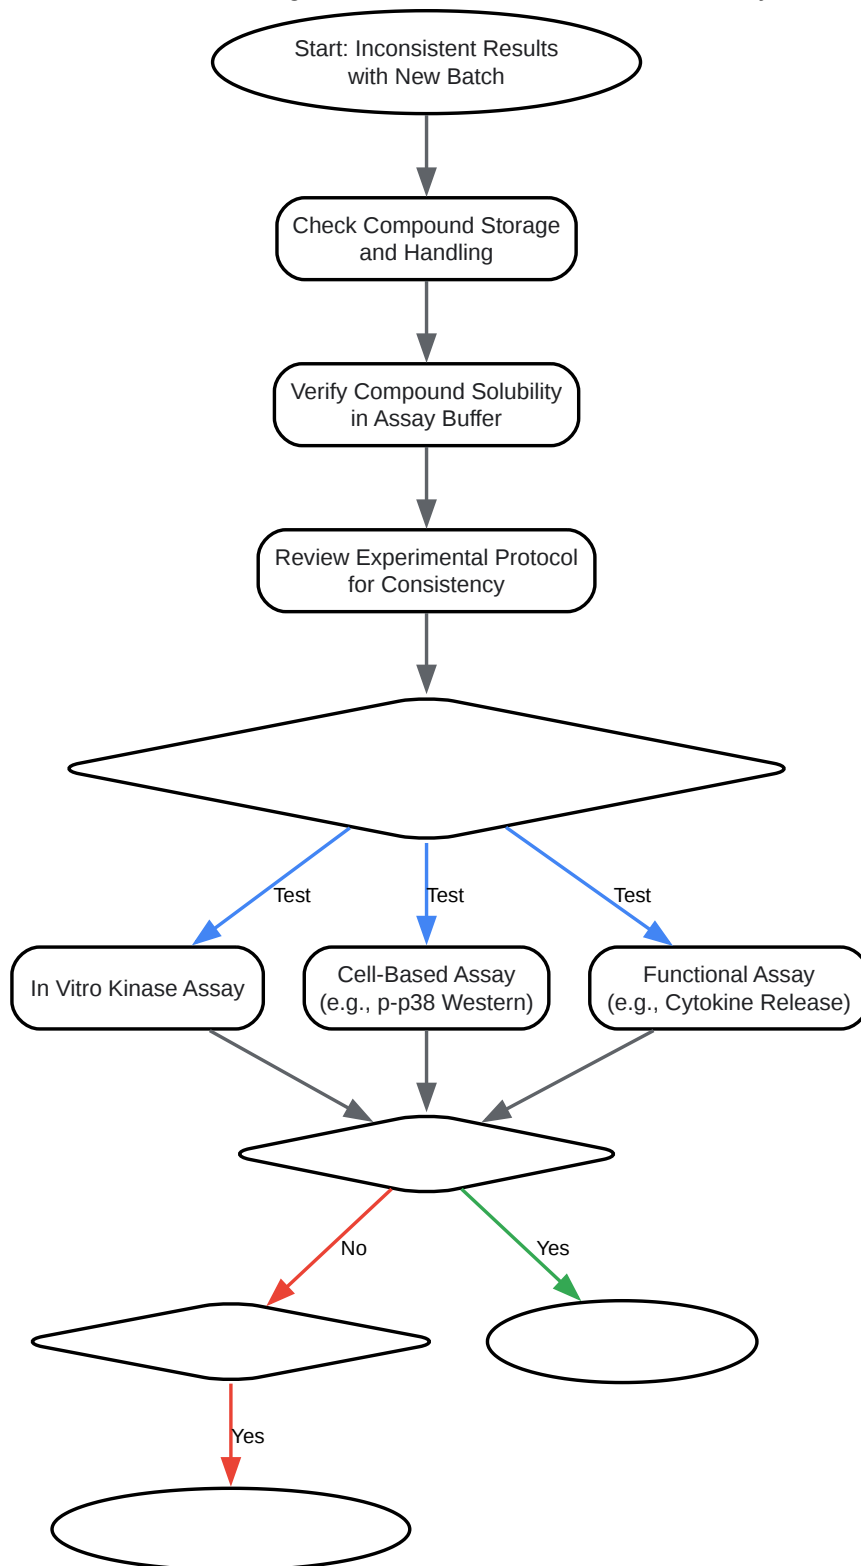 Start: Inconsistent Results
with New Batch
Check Compound Storage
and Handling
Verify Compound Solubility
in Assay Buffer
Review Experimental Protocol
for Consistency
Test
Test
Test
In Vitro Kinase Assay
Cell-Based Assay
(e.g., p-p38 Western)
Functional Assay
(e.g., Cytokine Release)
No
Yes
Yes